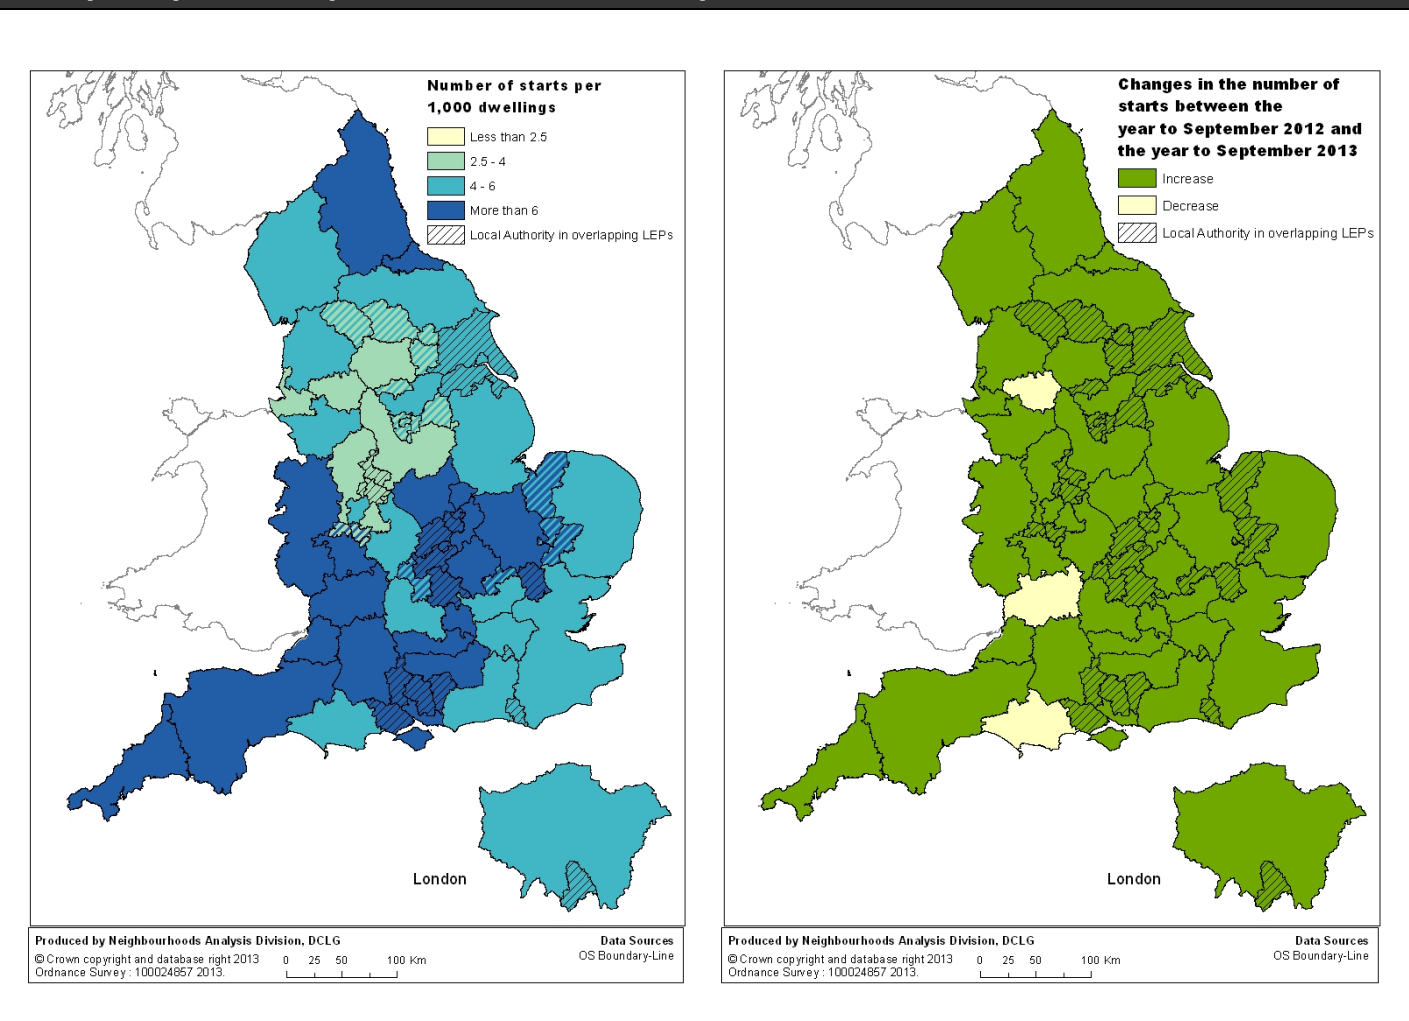 Number of starts per
1,000 dwellings
Less than 2.5
2.5 - 4
4 - 6
More than 6
Local Authority in overlapping LEPs
London
Produced by Neighbourhoods Analysis Division, DCLG
© Crown copyright and database right 2013
Ordnance Survey : 100024857 2013.
0 25 50 100 Km
Data Sources
OS Boundary-Line
Changes in the number of
starts between the
year to September 2012 and
the year to September 2013
Increase
Decrease
Local Authority in overlapping LEPs
London
Produced by Neighbourhoods Analysis Division, DCLG
© Crown copyright and database right 2013
Ordnance Survey : 100024857 2013.
0 25 50 100 Km
Data Sources
OS Boundary-Line